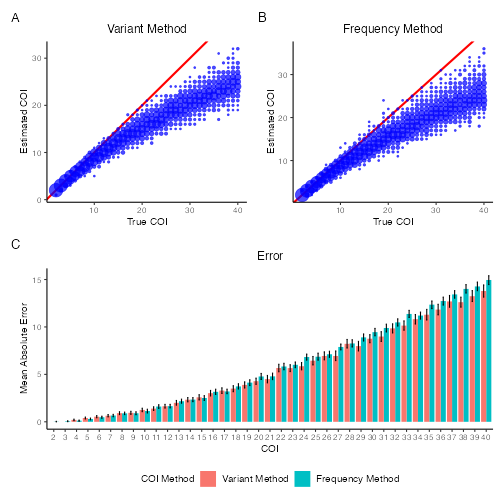 A
B
Variant Method
Frequency Method
Estimated COI
30
20
10
0
10 20 30 40
True COI
Estimated COI
30
20
10
10 20 30 40
True COI
C
Error
Mean Absolute Error
15
10
5
0
2 3 4 5 6 7 8 9 10 11 12 13 14 15 16 17 18 19 20 21 22 23 24 25 26 27 28 29 30 31 32 33 34 35 36 37 38 39 40
COI
COI Method Variant Method Frequency Method